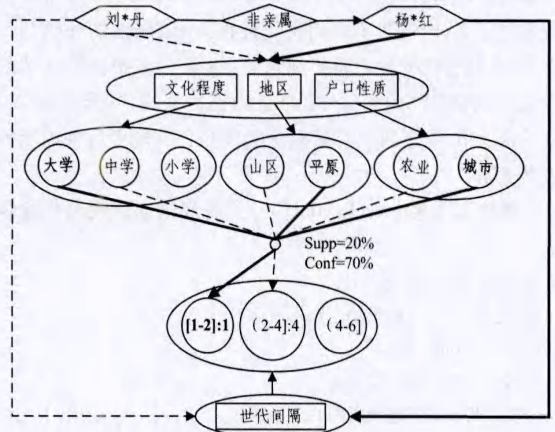 刘*丹 非亲属 杨*红
文化程度 地区 户口性质
大学 中学 小学 山区 平原 农业 城市
Supp=20%
Conf=70%
[1-2]:1 (2-4]:4 (4-6]
世代间隔